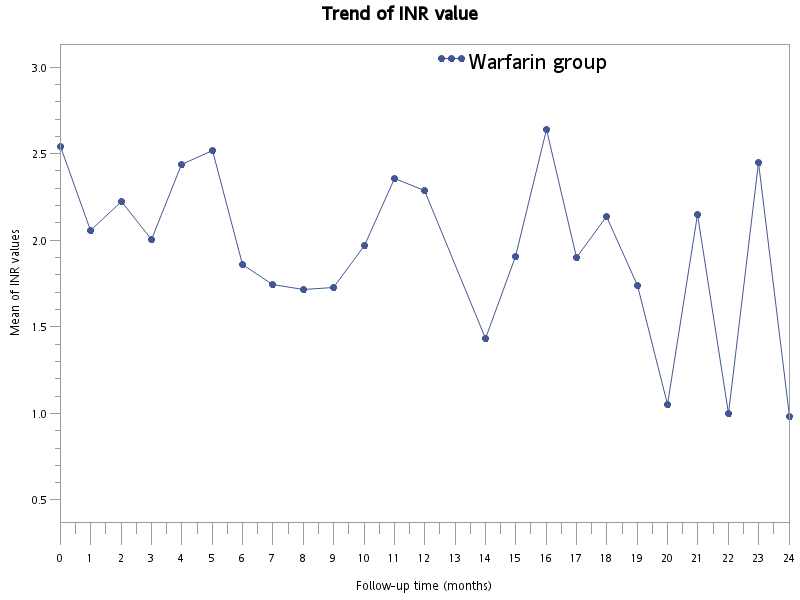 Trend of INR value
Warfarin group
3.0
2.5
2.0
1.5
1.0
0.5
Mean of INR values
0 1 2 3 4 5 6 7 8 9 10 11 12 13 14 15 16 17 18 19 20 21 22 23 24
Follow-up time (months)